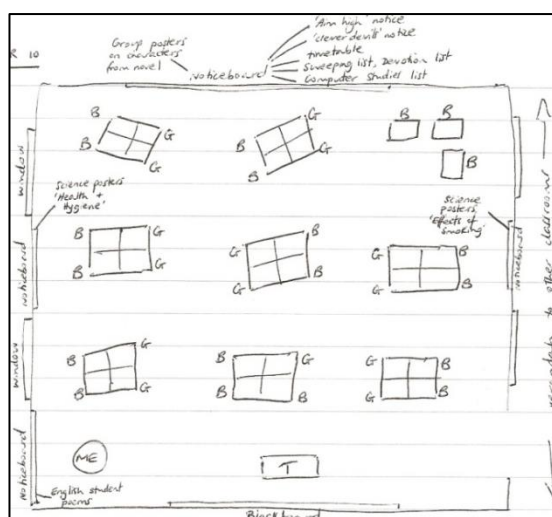 R 10
Group posters
on characters
from novel
Noticeboard
'Aim high' notice
'clever devil!' notice
timetable
Sweeping list, Devotion list
Computer studies list
Window
Science posters
'Health +
Hygiene'
Noticeboard
Window
Noticeboard
B G
B G
B G
B G
B B
B
B G
B G
G B
G B
G B
G B
B G
B G
B G
B B
G B
G B
Science
posters
'Effects of
Smoking'
Noticeboard
to other classrooms
ME
T
English student
poems
Blackboard